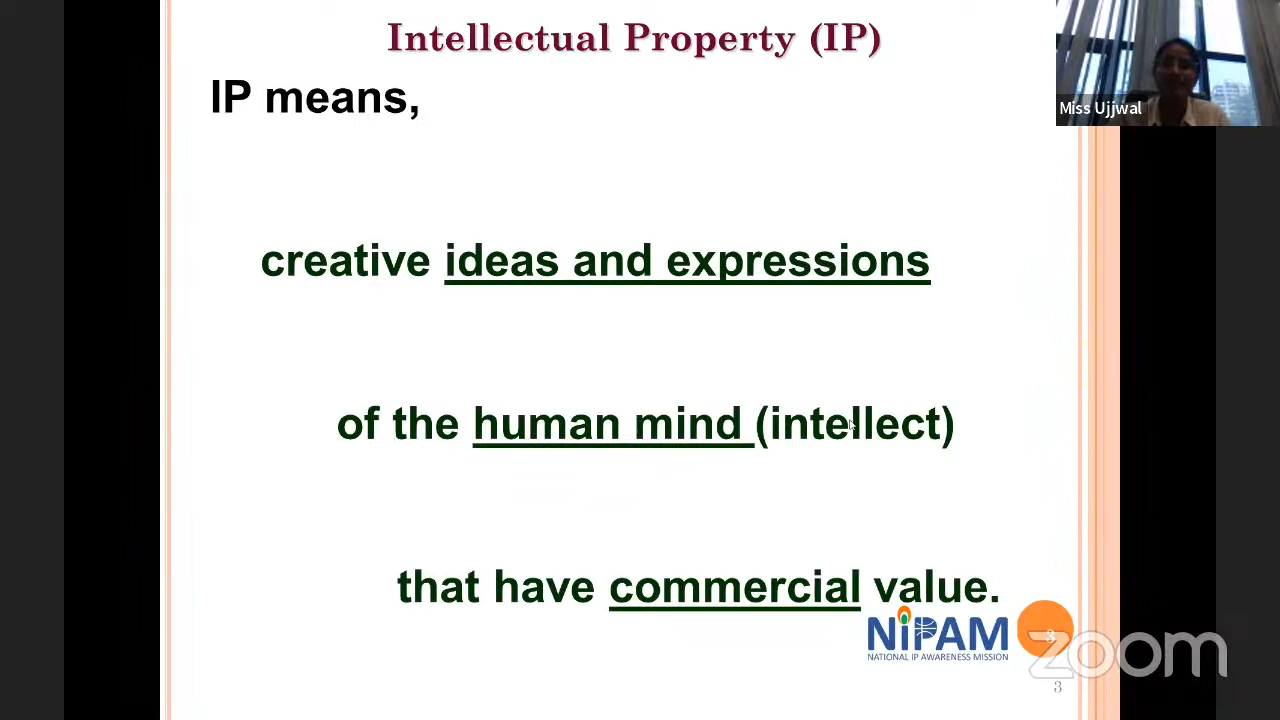 Intellectual Property (IP)
IP means,
Miss Ujjwal
creative ideas and expressions
of the human mind (intellect)
that have commercial value.
NIPAM
NATIONAL IP AWARENESS MISSION
3
zoom
3